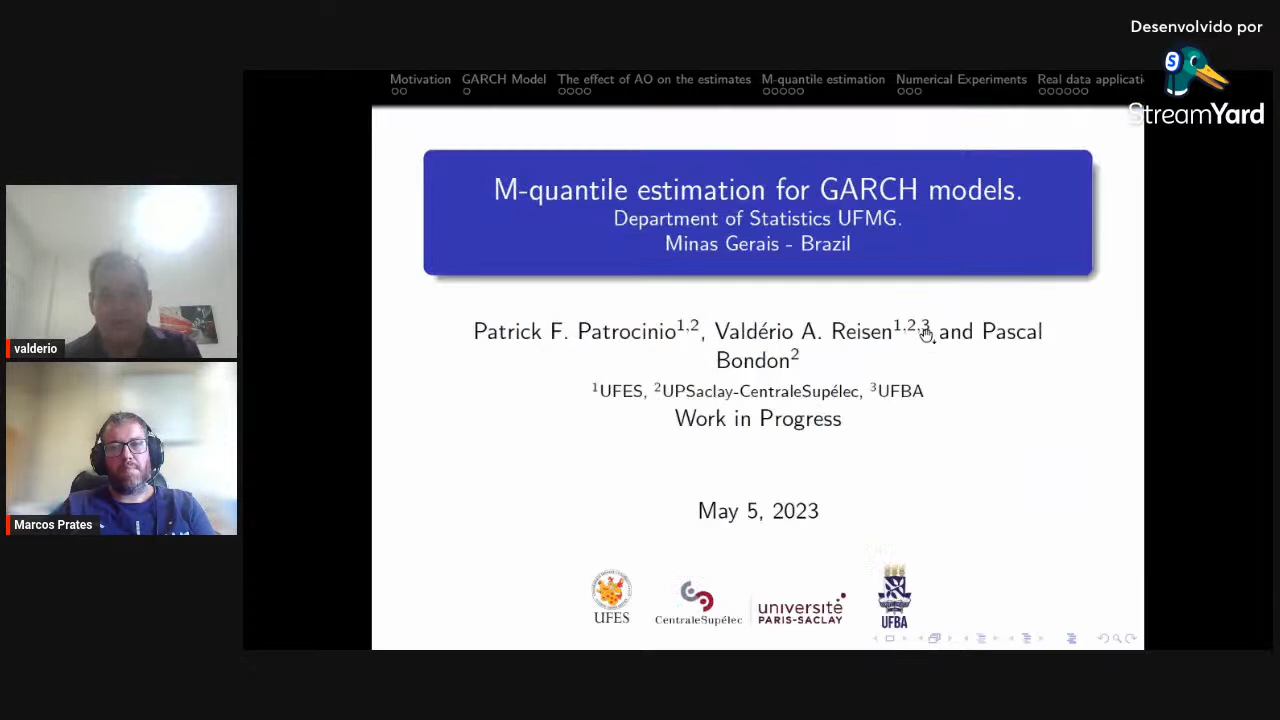 Desenvolvido por
StreamYard
Motivation GARCH Model The effect of AO on the estimates M-quantile estimation Numerical Experiments Real data applicati
M-quantile estimation for GARCH models.
Department of Statistics UFMG.
Minas Gerais - Brazil
Patrick F. Patrocinio1,2, Valdério A. Reisen1,2,3 and Pascal
Bondon2
1UFES, 2UPSaclay-CentraleSupélec, 3UFBA
Work in Progress
May 5, 2023
UFES
CentraleSupélec
université
PARIS-SACLAY
UFBA
valderio
Marcos Prates